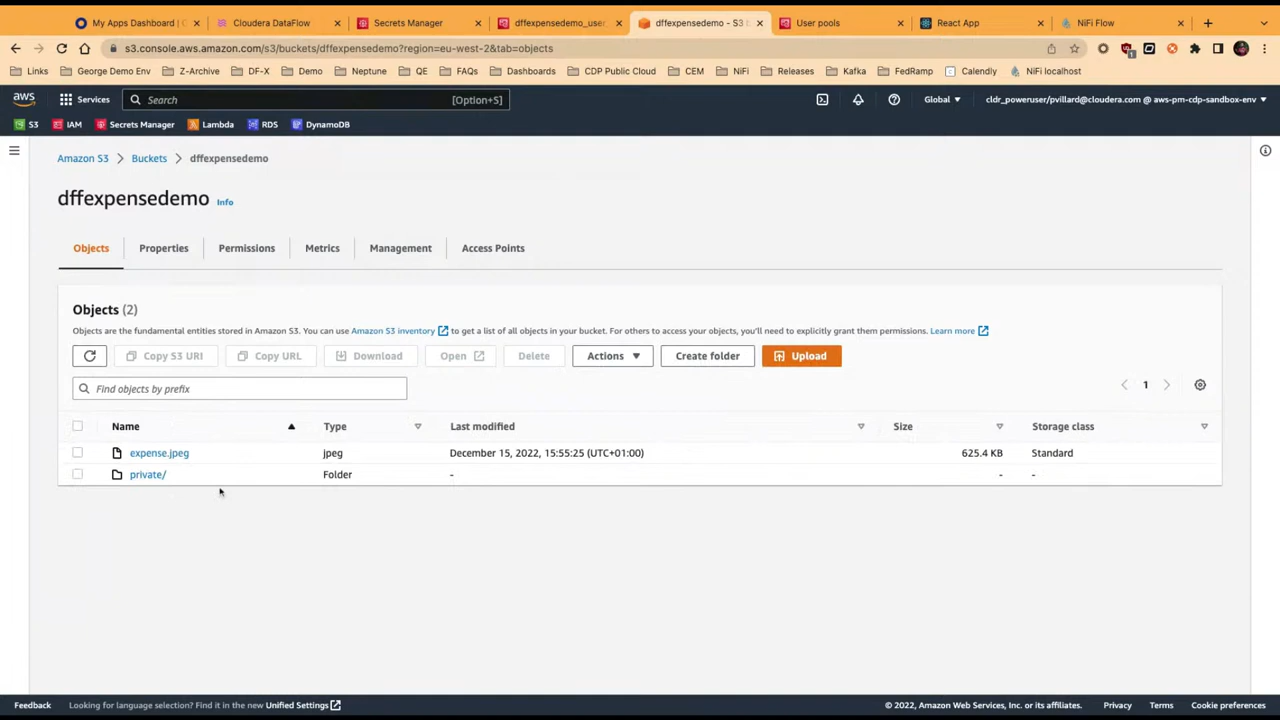 My Apps Dashboard | C
Cloudera DataFlow
Secrets Manager
dffexpensedemo_use
dffexpensedemo - S3 b
User pools
React App
NiFi Flow
s3.console.aws.amazon.com/s3/buckets/dffexpensedemo?region=eu-west-2&tab=objects
Links George Demo Env Z-Archive DF-X Demo Neptune QE FAQs Dashboards CDP Public Cloud CEM NiFi Releases Kafka FedRamp Calendly NiFi localhost
aws Services Search [Option+S] Global cldr_poweruser/pvillard@cloudera.com @ aws-pm-cdp-sandbox-env
S3 IAM Secrets Manager Lambda RDS DynamoDB
Amazon S3 > Buckets > dffexpensedemo
dffexpensedemo Info
Objects Properties Permissions Metrics Management Access Points
Objects (2)
Objects are the fundamental entities stored in Amazon S3. You can use Amazon S3 inventory to get a list of all objects in your bucket. For others to access your objects, you'll need to explicitly grant them permissions. Learn more
Copy S3 URI Copy URL Download Open Delete Actions Create folder Upload
Find objects by prefix
1
Name Type Last modified Size Storage class
expense.jpeg jpeg December 15, 2022, 15:55:25 (UTC+01:00) 625.4 KB Standard
private/ Folder - - -
Feedback Looking for language selection? Find it in the new Unified Settings © 2022, Amazon Web Services, Inc. or its affiliates. Privacy Terms Cookie preferences